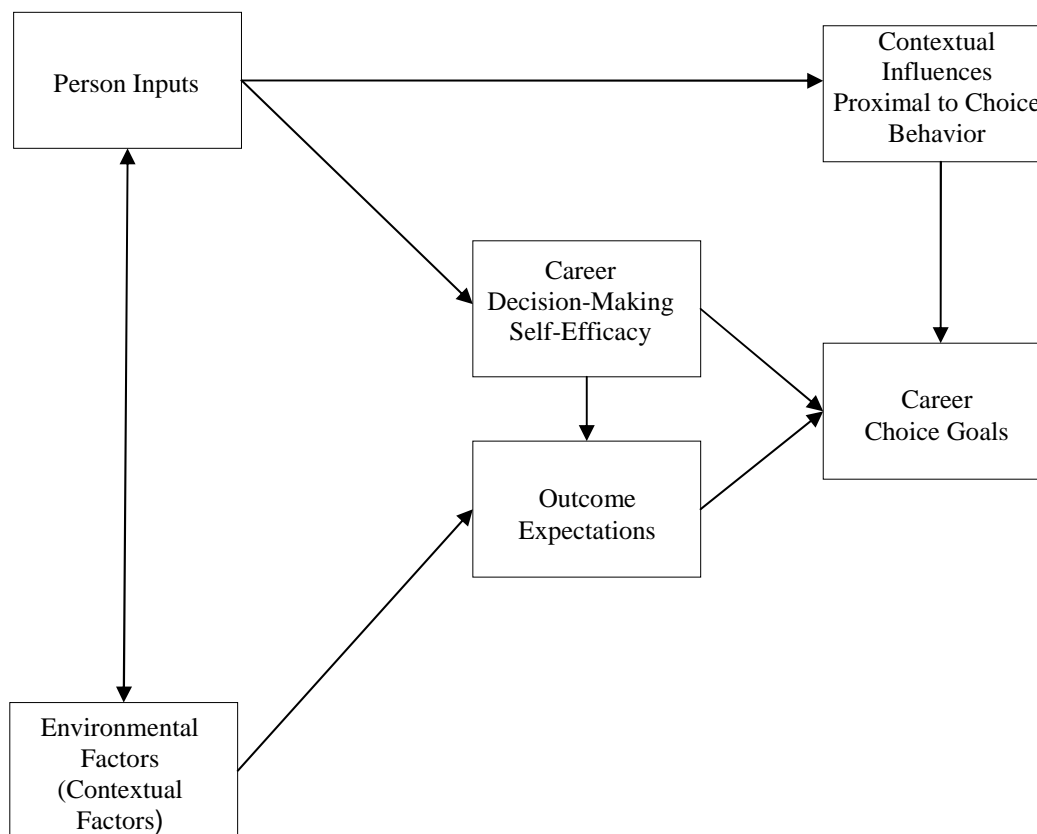 Person Inputs
Contextual
Influences
Proximal to Choice
Behavior
Career
Decision-Making
Self-Efficacy
Career
Choice Goals
Outcome
Expectations
Environmental
Factors
(Contextual
Factors)